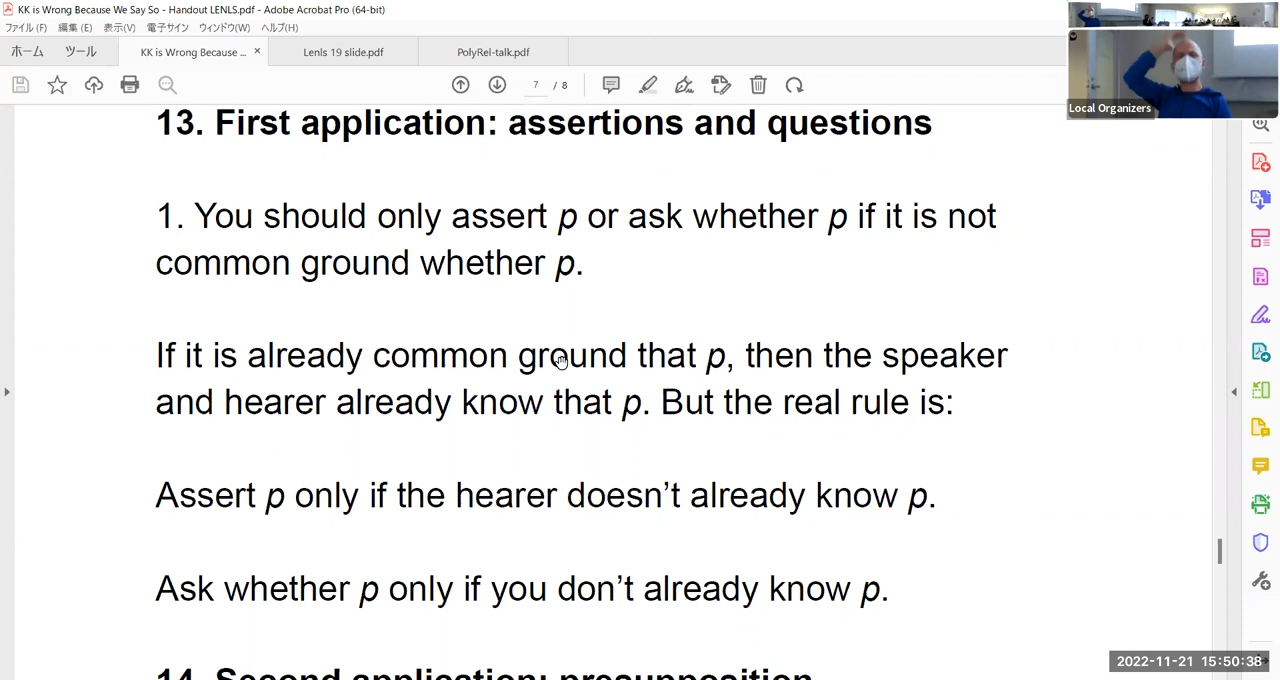 KK is Wrong Because We Say So - Handout LENLS.pdf - Adobe Acrobat Pro (64-bit)
ファイル(F) 編集(E) 表示(V) 電子サイン ウィンドウ(W) ヘルプ(H)
ホーム ツール KK is Wrong Because ... × Lenls 19 slide.pdf PolyRel-talk.pdf
7 / 8
Local Organizers
13. First application: assertions and questions
1. You should only assert p or ask whether p if it is not
common ground whether p.
If it is already common ground that p, then the speaker
and hearer already know that p. But the real rule is:
Assert p only if the hearer doesn’t already know p.
Ask whether p only if you don’t already know p.
14. Second application: presupposition
2022-11-21 15:50:38